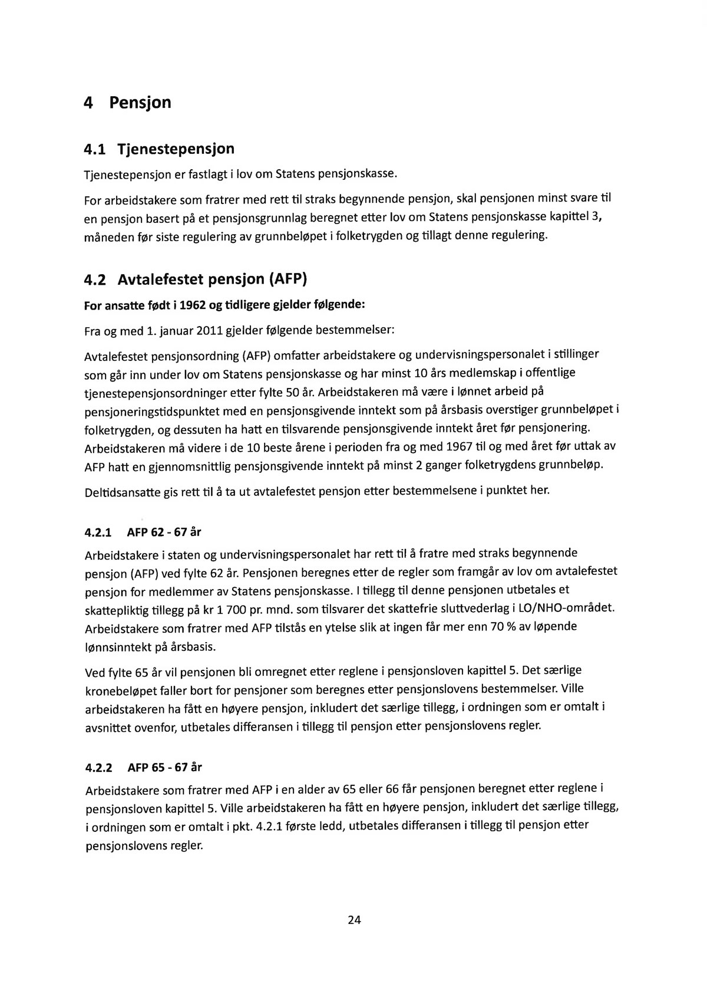 4 Pensjon
4.1 Tjenestepensjon
Tjenestepensjon er fastlagt i lov om Statens pensjonskasse.
For arbeidstakere som fratrer med rett til straks begynnende pensjon, skal pensjonen minst svare til
en pensjon basert på et pensjonsgrunnlag beregnet etter lov om Statens pensjonskasse kapittel 3,
måneden før siste regulering av grunnbeløpet i folketrygden og tillagt denne regulering.
4.2 Avtalefestet pensjon (AFP)
For ansatte født i 1962 og tidligere gjelder følgende:
Fra og med 1. januar 2011 gjelder følgende bestemmelser:
Avtalefestet pensjonsordning (AFP) omfatter arbeidstakere og undervisningspersonalet i stillinger
som går inn under lov om Statens pensjonskasse og har minst 10 års medlemskap i offentlige
tjenestepensjonsordninger etter fylte 50 år. Arbeidstakeren må være i lønnet arbeid på
pensjoneringstidspunktet med en pensjonsgivende inntekt som på årsbasis overstiger grunnbeløpet i
folketrygden, og dessuten ha hatt en tilsvarende pensjonsgivende inntekt året før pensjonering.
Arbeidstakeren må videre i de 10 beste årene i perioden fra og med 1967 til og med året før uttak av
AFP hatt en gjennomsnittlig pensjonsgivende inntekt på minst 2 ganger folketrygdens grunnbeløp.
Deltidsansatte gis rett til å ta ut avtalefestet pensjon etter bestemmelsene i punktet her.
4.2.1 AFP 62 - 67 år
Arbeidstakere i staten og undervisningspersonalet har rett til å fratre med straks begynnende
pensjon (AFP) ved fylte 62 år. Pensjonen beregnes etter de regler som framgår av lov om avtalefestet
pensjon for medlemmer av Statens pensjonskasse. I tillegg til denne pensjonen utbetales et
skattepliktig tillegg på kr 1 700 pr. mnd. som tilsvarer det skattefrie sluttvederlag i LO/NHO-området.
Arbeidstakere som fratrer med AFP tilstås en ytelse slik at ingen får mer enn 70 % av løpende
lønnsinntekt på årsbasis.
Ved fylte 65 år vil pensjonen bli omregnet etter reglene i pensjonsloven kapittel 5. Det særlige
kronebeløpet faller bort for pensjoner som beregnes etter pensjonslovens bestemmelser. Ville
arbeidstakeren ha fått en høyere pensjon, inkludert det særlige tillegg, i ordningen som er omtalt i
avsnittet ovenfor, utbetales differansen i tillegg til pensjon etter pensjonslovens regler.
4.2.2 AFP 65 - 67 år
Arbeidstakere som fratrer med AFP i en alder av 65 eller 66 får pensjonen beregnet etter reglene i
pensjonsloven kapittel 5. Ville arbeidstakeren ha fått en høyere pensjon, inkludert det særlige tillegg,
i ordningen som er omtalt i pkt. 4.2.1 første ledd, utbetales differansen i tillegg til pensjon etter
pensjonslovens regler.
24